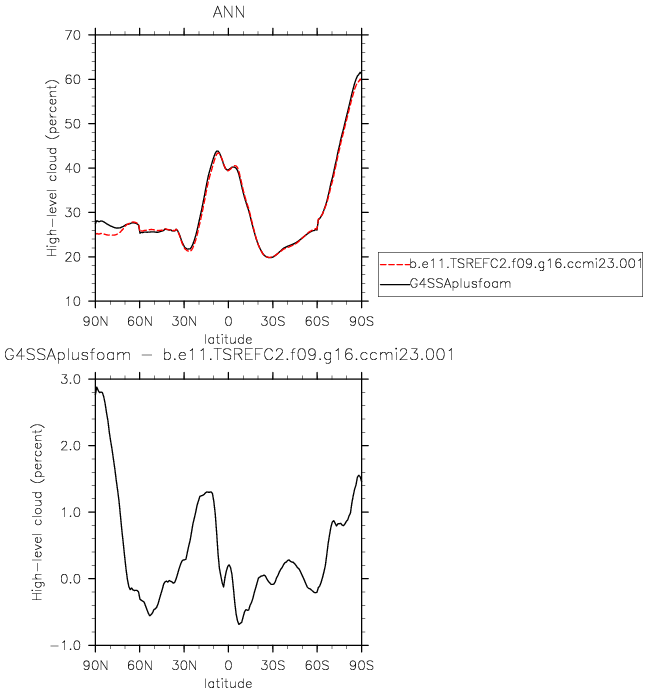 ANN
70
60
50
40
30
20
10
High-level cloud (percent)
90N 60N 30N 0 30S 60S 90S
latitude
b.e11.TSREFC2.f09.g16.ccmi23.001
G4SSAplusfoam
G4SSAplusfoam - b.e11.TSREFC2.f09.g16.ccmi23.001
3.0
2.0
1.0
0.0
-1.0
High-level cloud (percent)
90N 60N 30N 0 30S 60S 90S
latitude